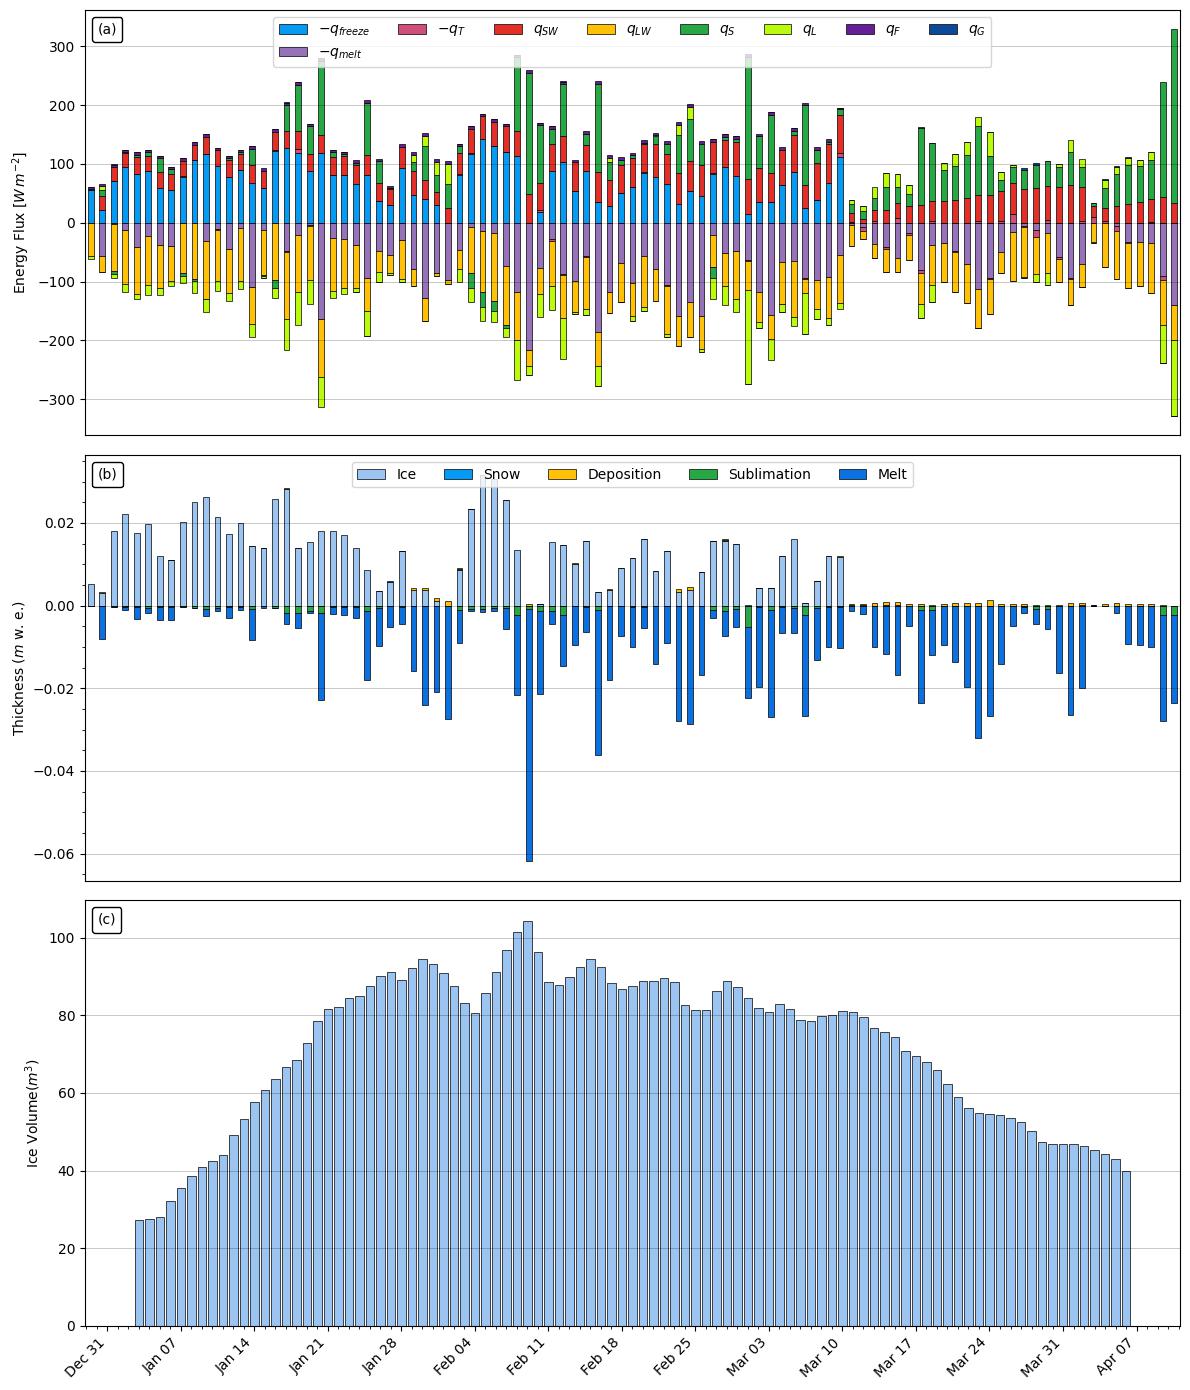 (a)
−q_freeze −q_T q_SW q_LW q_S q_L q_F q_G
−q_melt
Energy Flux [W m⁻²]
300
200
100
0
−100
−200
−300
(b)
Ice Snow Deposition Sublimation Melt
Thickness (m w. e.)
0.02
0.00
−0.02
−0.04
−0.06
(c)
Ice Volume(m³)
100
80
60
40
20
0
Dec 31 Jan 07 Jan 14 Jan 21 Jan 28 Feb 04 Feb 11 Feb 18 Feb 25 Mar 03 Mar 10 Mar 17 Mar 24 Mar 31 Apr 07